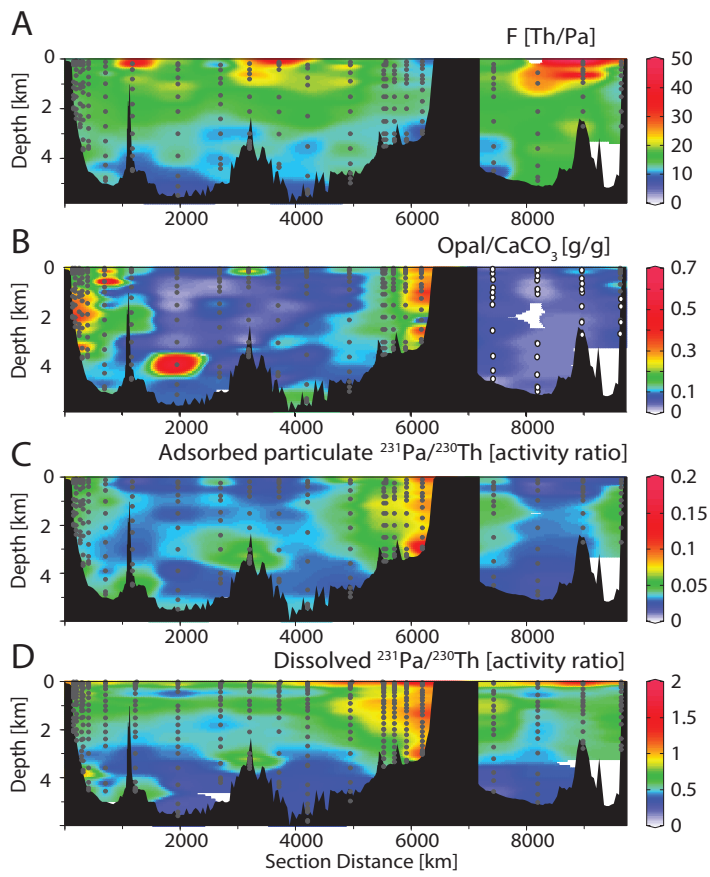 A
F [Th/Pa]
0
2
4
Depth [km]
2000 4000 6000 8000
50
40
30
20
10
0
B
Opal/CaCO₃ [g/g]
0
2
4
Depth [km]
2000 4000 6000 8000
0.7
0.5
0.3
0.1
0
C
Adsorbed particulate ²³¹Pa/²³⁰Th [activity ratio]
0
2
4
Depth [km]
2000 4000 6000 8000
0.2
0.15
0.1
0.05
0
D
Dissolved ²³¹Pa/²³⁰Th [activity ratio]
0
2
4
Depth [km]
2000 4000 6000 8000
Section Distance [km]
2
1.5
1
0.5
0